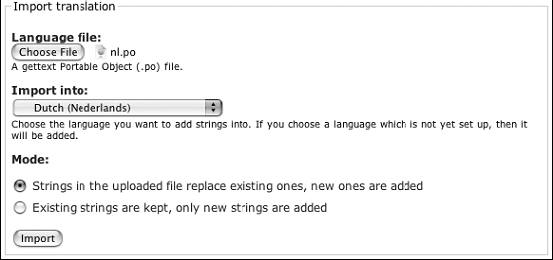 Import translation
Language file:
Choose File nl.po
A gettext Portable Object (.po) file.
Import into:
Dutch (Nederlands)
Choose the language you want to add strings into. If you choose a language which is not yet set up, then it
will be added.
Mode:
Strings in the uploaded file replace existing ones, new ones are added
Existing strings are kept, only new strings are added
Import